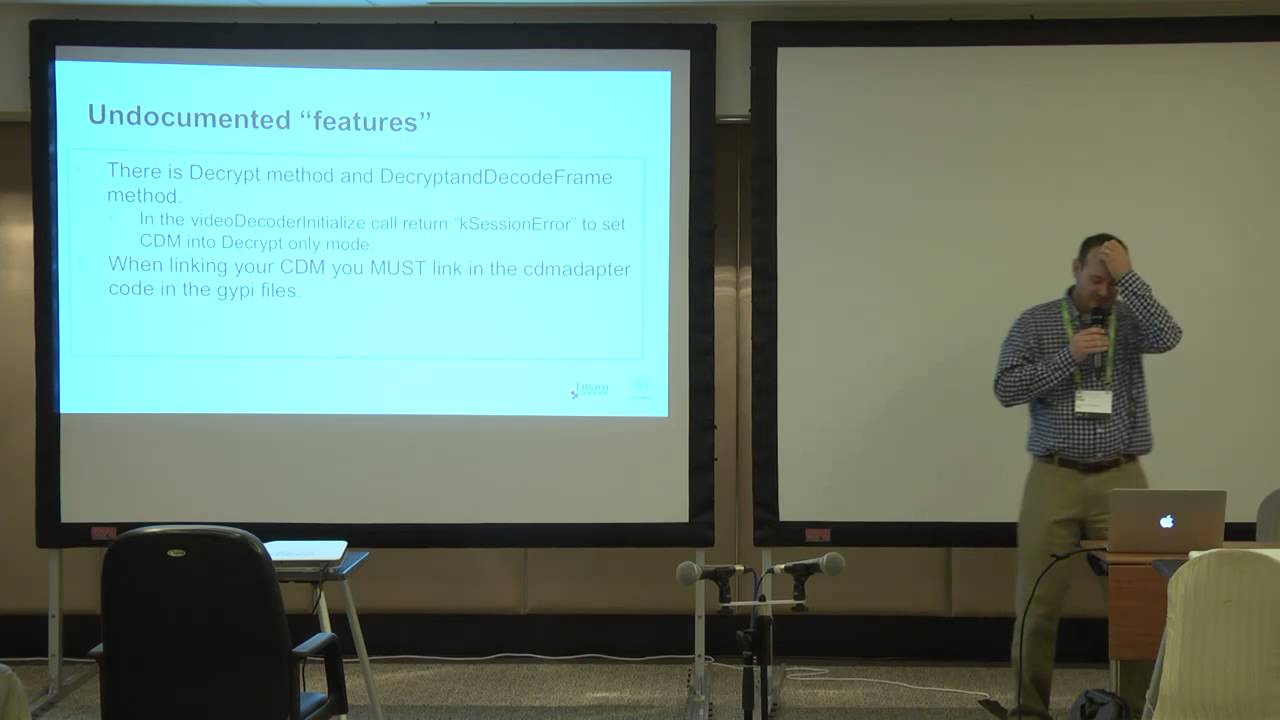 Undocumented “features”
There is Decrypt method and DecryptandDecodeFrame
method.
In the videoDecoderInitialize call return “kSessionError” to set
CDM into Decrypt only mode.
When linking your CDM you MUST link in the cdmadapter
code in the gypi files.
Linaro